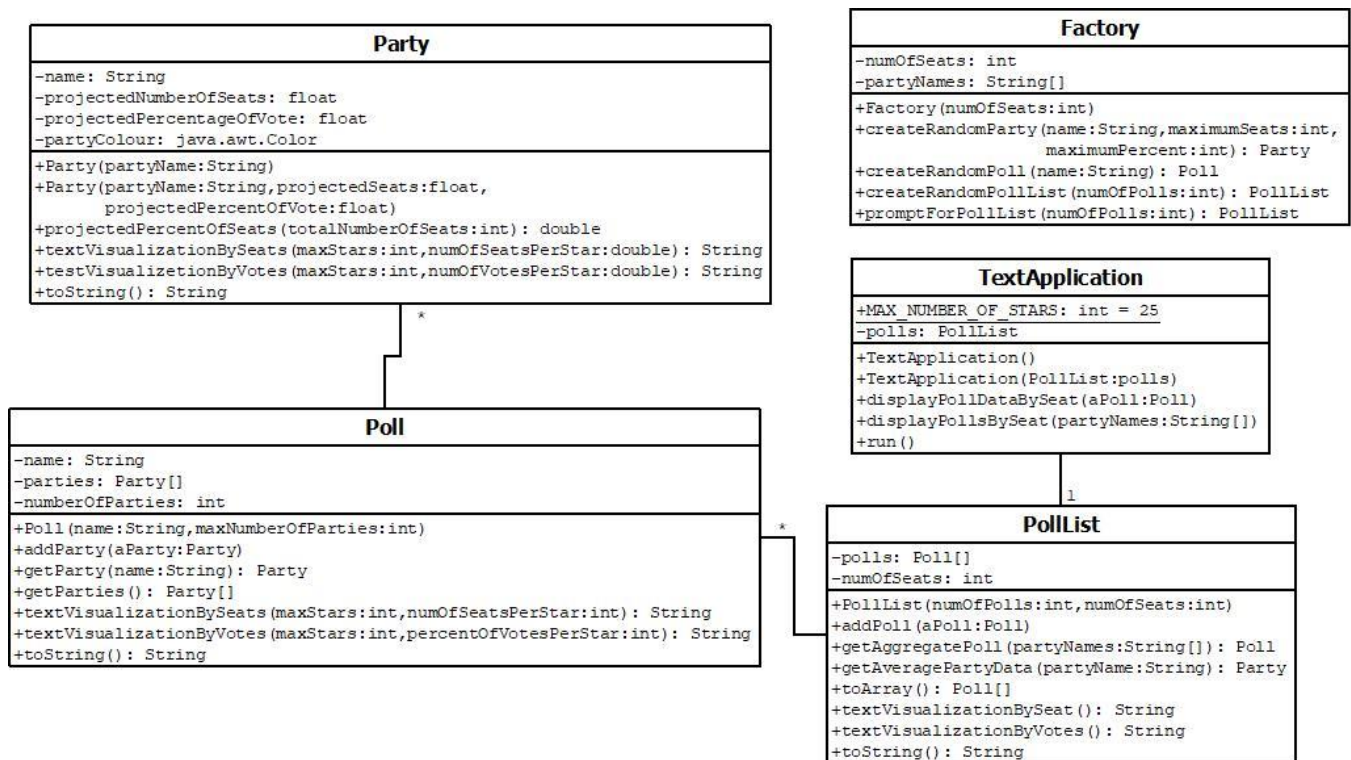 Party
-name: String
-projectedNumberOfSeats: float
-projectedPercentageOfVote: float
-partyColour: java.awt.Color
+Party(partyName:String)
+Party(partyName:String,projectedSeats:float,
projectedPercentOfVote:float)
+projectedPercentOfSeats(totalNumberOfSeats:int): double
+textVisualizationBySeats(maxStars:int,numOfSeatsPerStar:double): String
+testVisualizetionByVotes(maxStars:int,numOfVotesPerStar:double): String
+toString(): String
*
Factory
-numOfSeats: int
-partyNames: String[]
+Factory(numOfSeats:int)
+createRandomParty(name:String,maximumSeats:int,
maximumPercent:int): Party
+createRandomPoll(name:String): Poll
+createRandomPollList(numOfPolls:int): PollList
+promptForPollList(numOfPolls:int): PollList
TextApplication
+MAX_NUMBER_OF_STARS: int = 25
-polls: PollList
+TextApplication()
+TextApplication(PollList:polls)
+displayPollDataBySeat(aPoll:Poll)
+displayPollsBySeat(partyNames:String[])
+run()
1
Poll
-name: String
-parties: Party[]
-numberOfParties: int
+Poll(name:String,maxNumberOfParties:int)
+addParty(aParty:Party)
+getParty(name:String): Party
+getParties(): Party[]
+textVisualizationBySeats(maxStars:int,numOfSeatsPerStar:int): String
+textVisualizationByVotes(maxStars:int,percentOfVotesPerStar:int): String
+toString(): String
*
PollList
-polls: Poll[]
-numOfSeats: int
+PollList(numOfPolls:int,numOfSeats:int)
+addPoll(aPoll:Poll)
+getAggregatePoll(partyNames:String[]): Poll
+getAveragePartyData(partyName:String): Party
+toArray(): Poll[]
+textVisualizationBySeat(): String
+textVisualizationByVotes(): String
+toString(): String